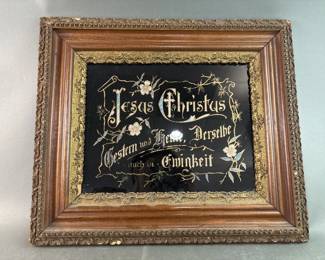 Jesus Christus
Gestern und Heute, Derselbe
auch in Ewigkeit